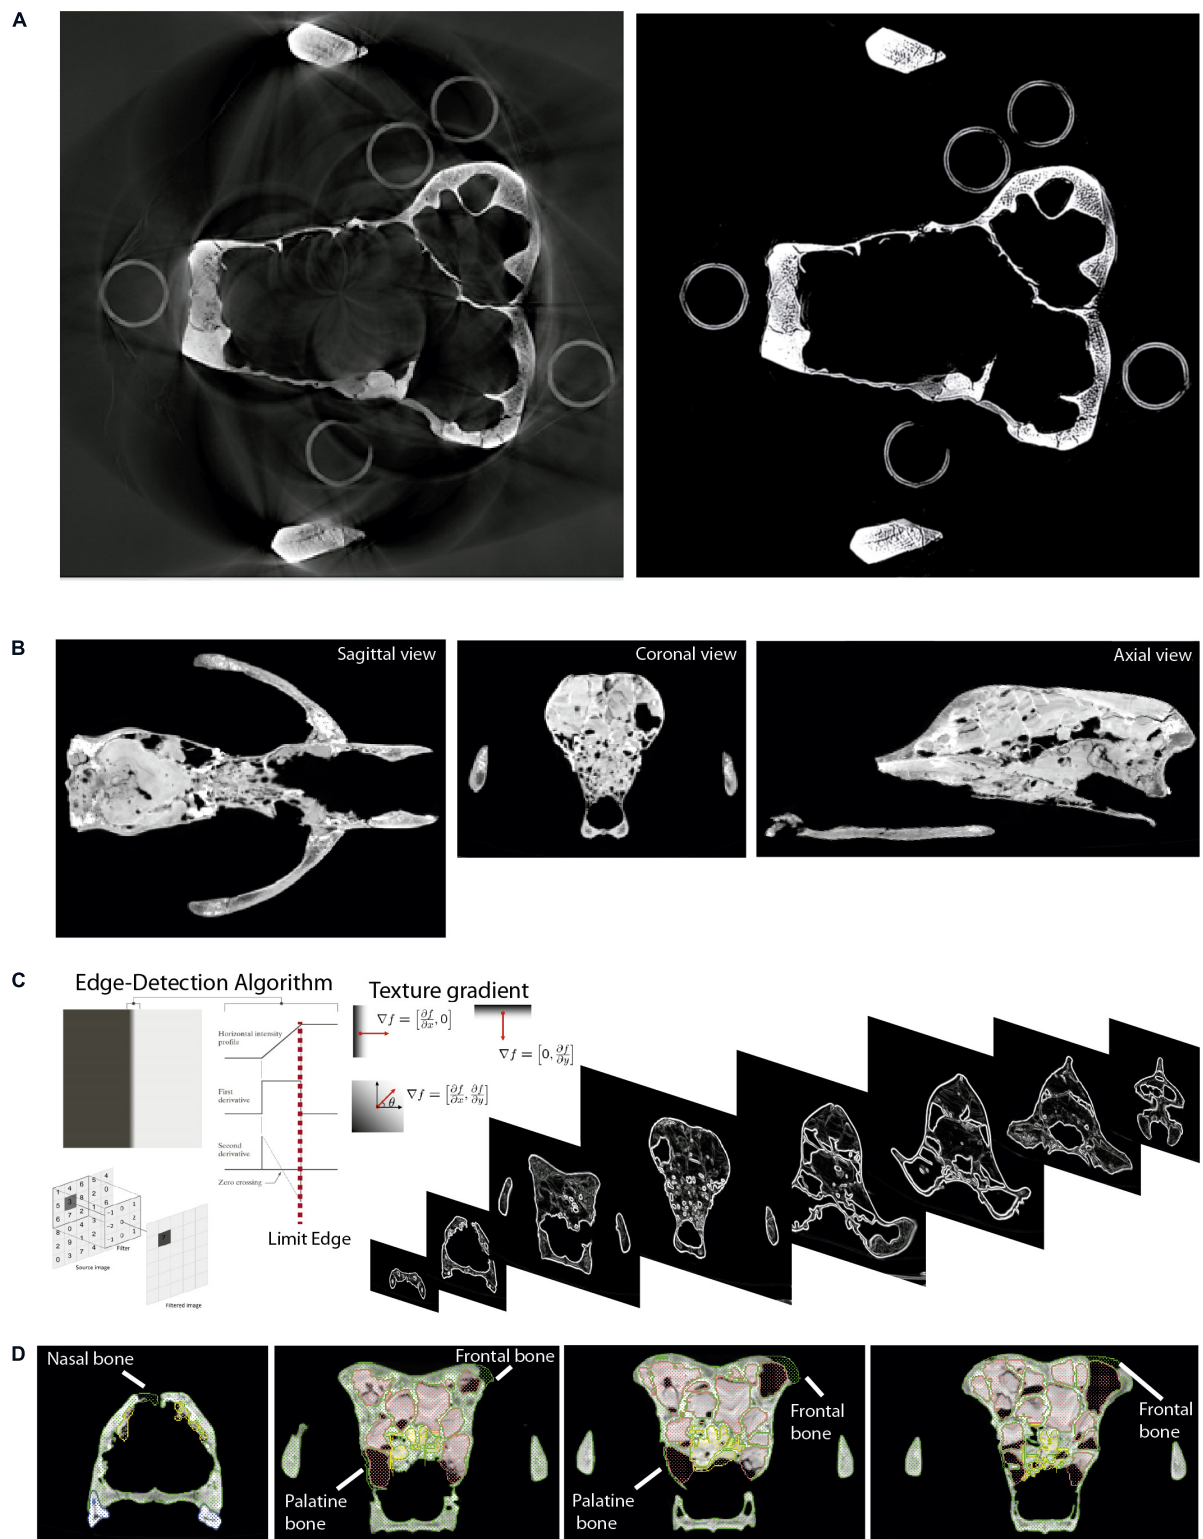 A
B
Sagittal view
Coronal view
Axial view
C
Edge-Detection Algorithm
Texture gradient
Horizontal intensity
profile
First
derivative
Second
derivative
Zero crossing
Limit Edge
∇f = [∂f/∂x, 0]
∇f = [0, ∂f/∂y]
θ
∇f = [∂f/∂x, ∂f/∂y]
Filter
Source image
Filtered image
D
Nasal bone
Frontal bone
Palatine
bone
Frontal
bone
Palatine
bone
Frontal
bone